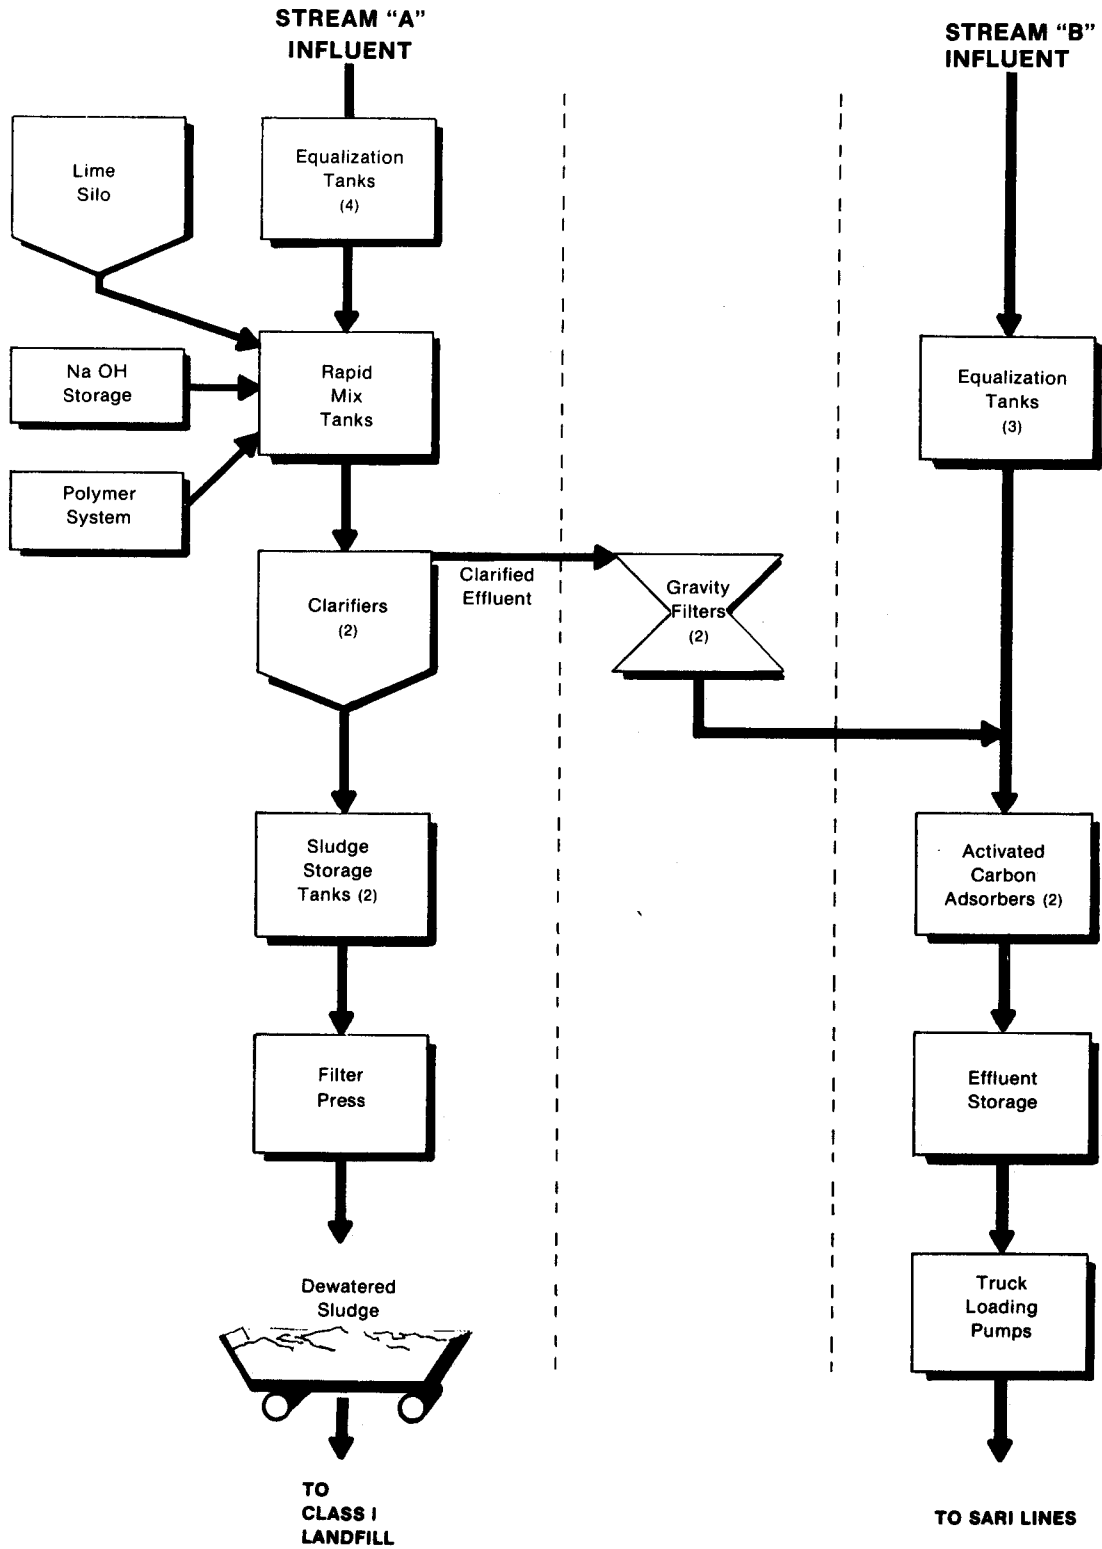 STREAM “A”
INFLUENT
STREAM “B”
INFLUENT
Lime
Silo
Equalization
Tanks
(4)
Na OH
Storage
Rapid
Mix
Tanks
Equalization
Tanks
(3)
Polymer
System
Clarified
Effluent
Clarifiers
(2)
Gravity
Filters
(2)
Sludge
Storage
Tanks (2)
Activated
Carbon
Adsorbers (2)
Filter
Press
Effluent
Storage
Dewatered
Sludge
Truck
Loading
Pumps
TO
CLASS I
LANDFILL
TO SARI LINES